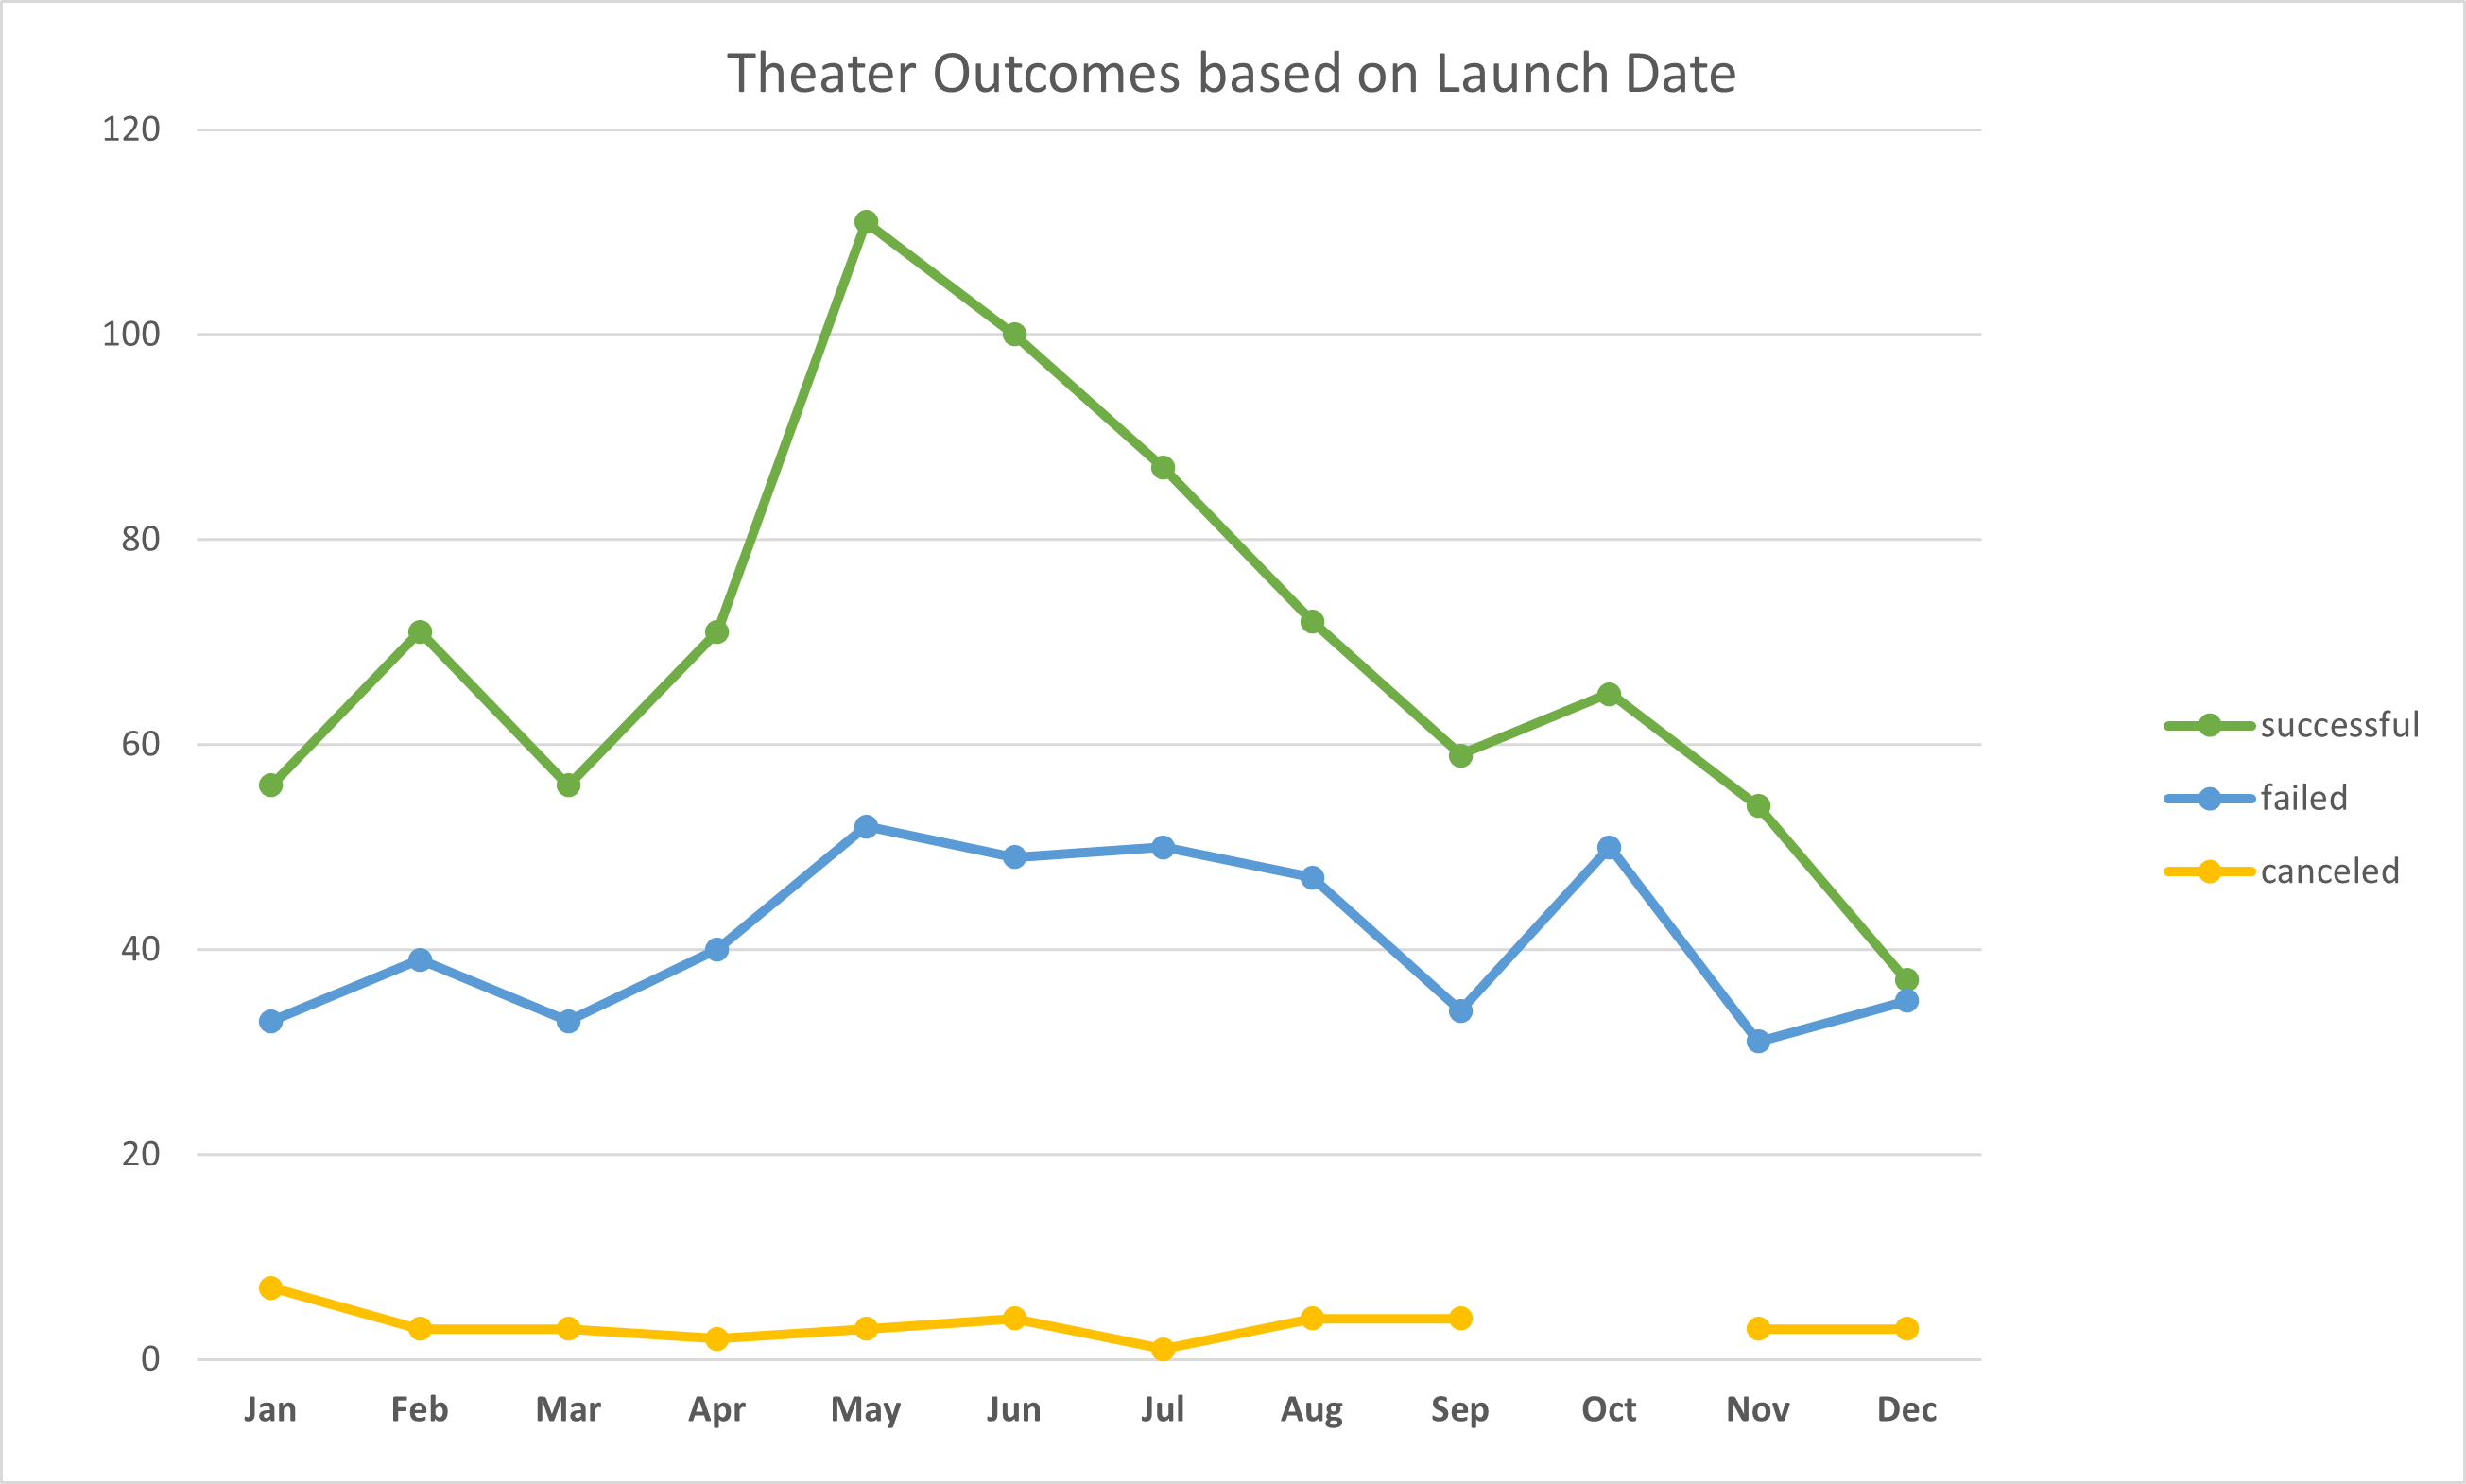 Theater Outcomes based on Launch Date
120
100
80
60
40
20
0
Jan Feb Mar Apr May Jun Jul Aug Sep Oct Nov Dec
successful
failed
canceled